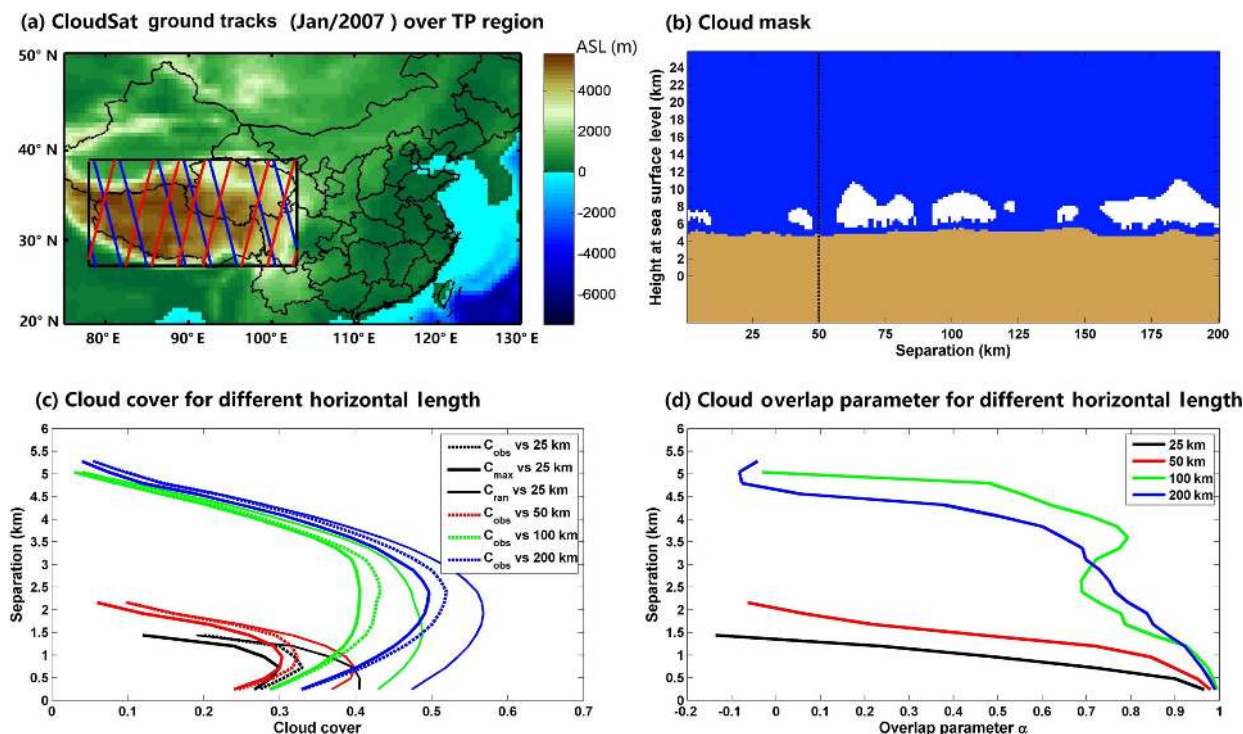 (a) CloudSat ground tracks (Jan/2007 ) over TP region
ASL (m)
50° N
40° N
30° N
20° N
80° E
90° E
100° E
110° E
120° E
130° E
4000
2000
0
-2000
-4000
-6000
(b) Cloud mask
Height at sea surface level (km)
24
22
20
18
16
14
12
10
8
6
4
2
0
25
50
75
100
125
150
175
200
Separation (km)
(c) Cloud cover for different horizontal length
Separation (km)
6
5.5
5
4.5
4
3.5
3
2.5
2
1.5
1
0.5
0
0
0.1
0.2
0.3
0.4
0.5
0.6
0.7
Cloud cover
Cobs vs 25 km
Cmax vs 25 km
Cran vs 25 km
Cobs vs 50 km
Cobs vs 100 km
Cobs vs 200 km
(d) Cloud overlap parameter for different horizontal length
Separation (km)
6
5.5
5
4.5
4
3.5
3
2.5
2
1.5
1
0.5
0
-0.2
-0.1
0
0.1
0.2
0.3
0.4
0.5
0.6
0.7
0.8
0.9
1
Overlap parameter α
25 km
50 km
100 km
200 km